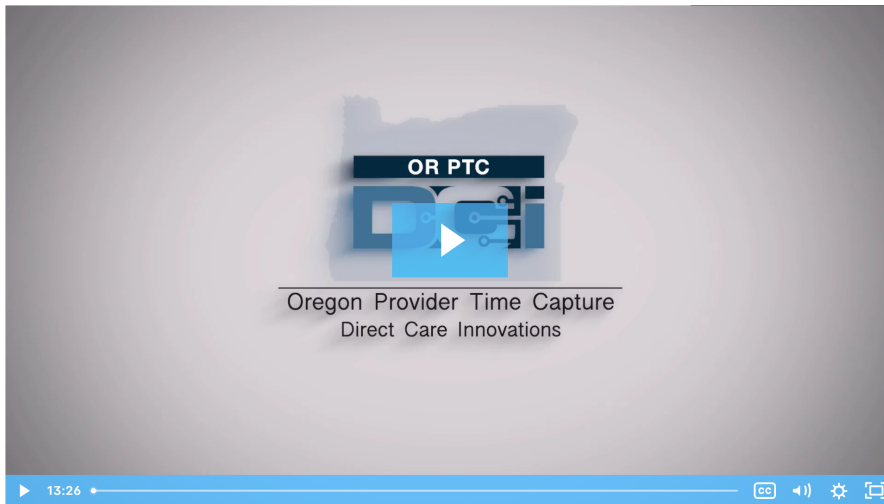 OR PTC
DCi
Oregon Provider Time Capture
Direct Care Innovations
13:26
CC